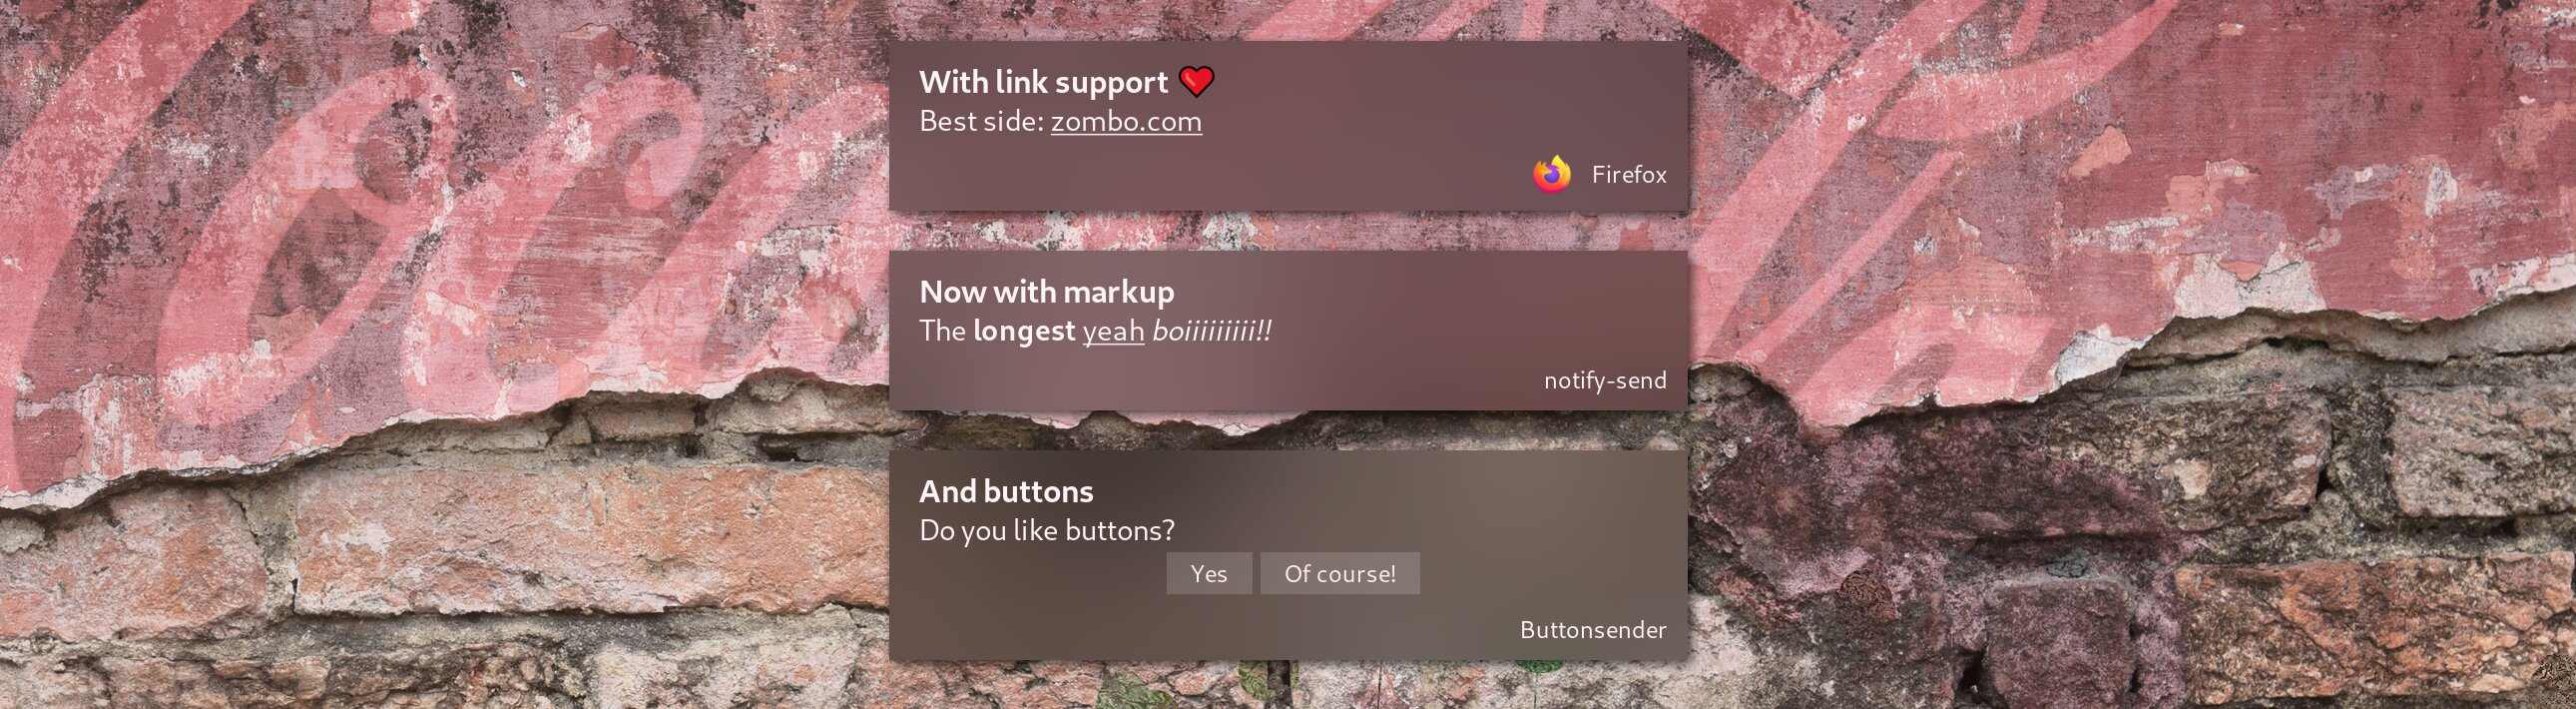 With link support ❤️
Best side: zombo.com
Firefox
Now with markup
The longest yeah boiiiiiiiii!!
notify-send
And buttons
Do you like buttons?
Yes
Of course!
Buttonsender